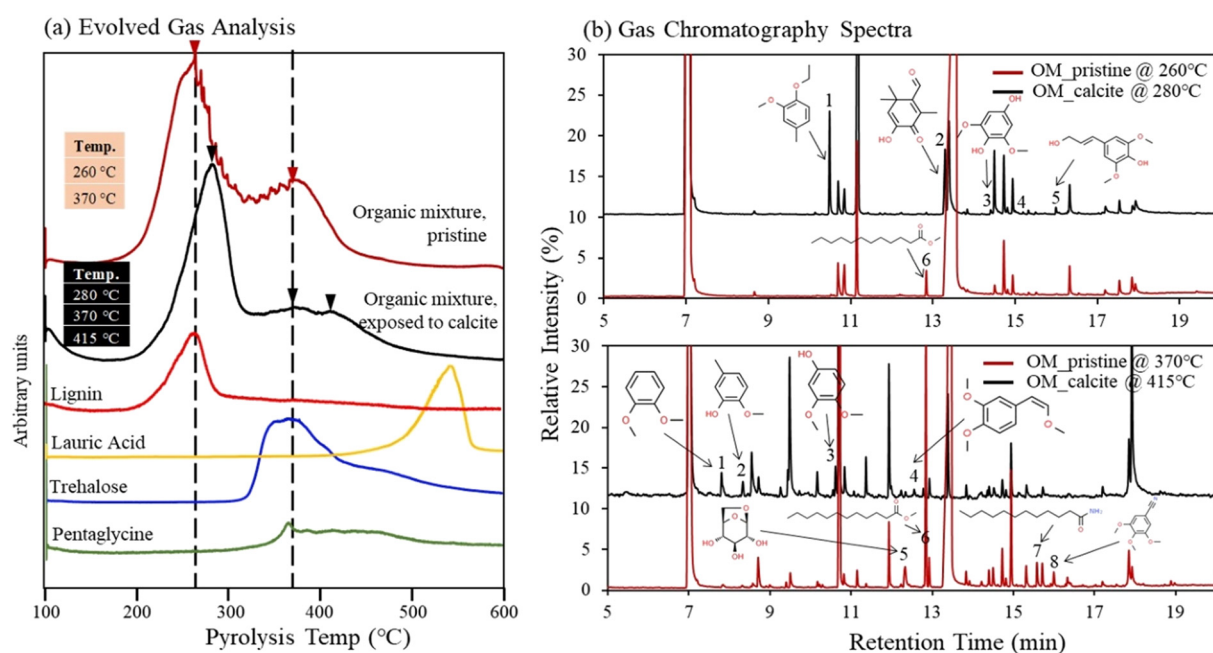 (a) Evolved Gas Analysis
Temp.
260 °C
370 °C
Organic mixture,
pristine
Temp.
280 °C
370 °C
415 °C
Organic mixture,
exposed to calcite
Lignin
Lauric Acid
Trehalose
Pentaglycine
Arbitrary units
100 200 300 400 500 600
Pyrolysis Temp (°C)
(b) Gas Chromatography Spectra
Relative Intensity (%)
30
25
20
15
10
5
0
OM_pristine @ 260°C
OM_calcite @ 280°C
1
2
3
4
5
6
5 7 9 11 13 15 17 19
30
25
20
15
10
5
0
OM_pristine @ 370°C
OM_calcite @ 415°C
1
2
3
4
5
6
7
8
5 7 9 11 13 15 17 19
Retention Time (min)